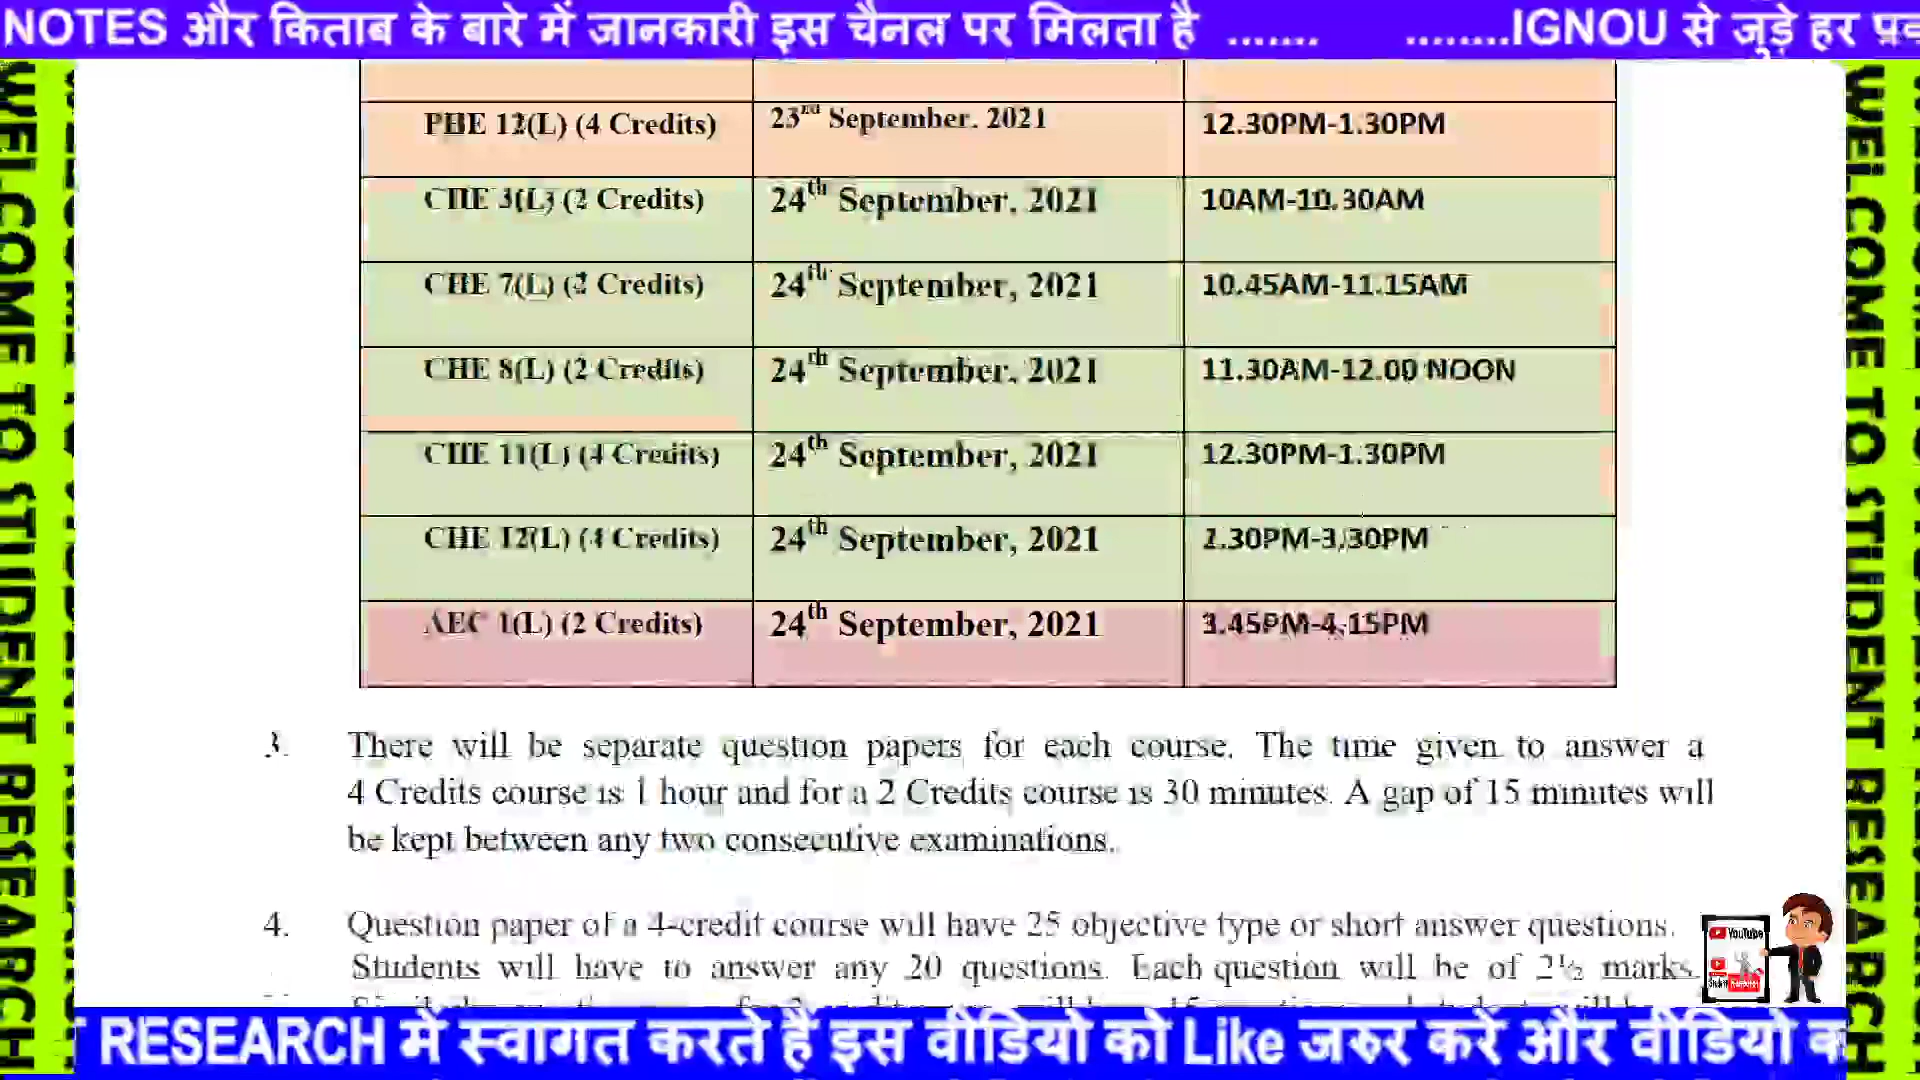 NOTES और किताब के बारे में जानकारी इस चैनल पर मिलता है ....... ........IGNOU से जुड़े हर
WELCOME TO STUDENT RESEARCH
WELCOME TO STUDENT RESEARCH
PHE 12(L) (4 Credits) 23rd September. 2021 12.30PM-1.30PM
CHE 3(L) (2 Credits) 24th September. 2021 10AM-10.30AM
CHE 7(L) (2 Credits) 24th September, 2021 10.45AM-11.15AM
CHE 8(L) (2 Credits) 24th September. 2021 11.30AM-12.00 NOON
CHE 11(L) (4 Credits) 24th September, 2021 12.30PM-1.30PM
CHE 12(L) (4 Credits) 24th September, 2021 2.30PM-3.30PM
AEC 1(L) (2 Credits) 24th September, 2021 3.45PM-4.15PM
3. There will be separate question papers for each course. The time given to answer a
4 Credits course is 1 hour and for a 2 Credits course is 30 minutes. A gap of 15 minutes will
be kept between any two consecutive examinations.
4. Question paper of a 4-credit course will have 25 objective type or short answer questions.
Students will have to answer any 20 questions. Each question will be of 2½ marks.
YouTube
RESEARCH में स्वागत करते हैं इस वीडियो को Like जरुर करें और वीडियो